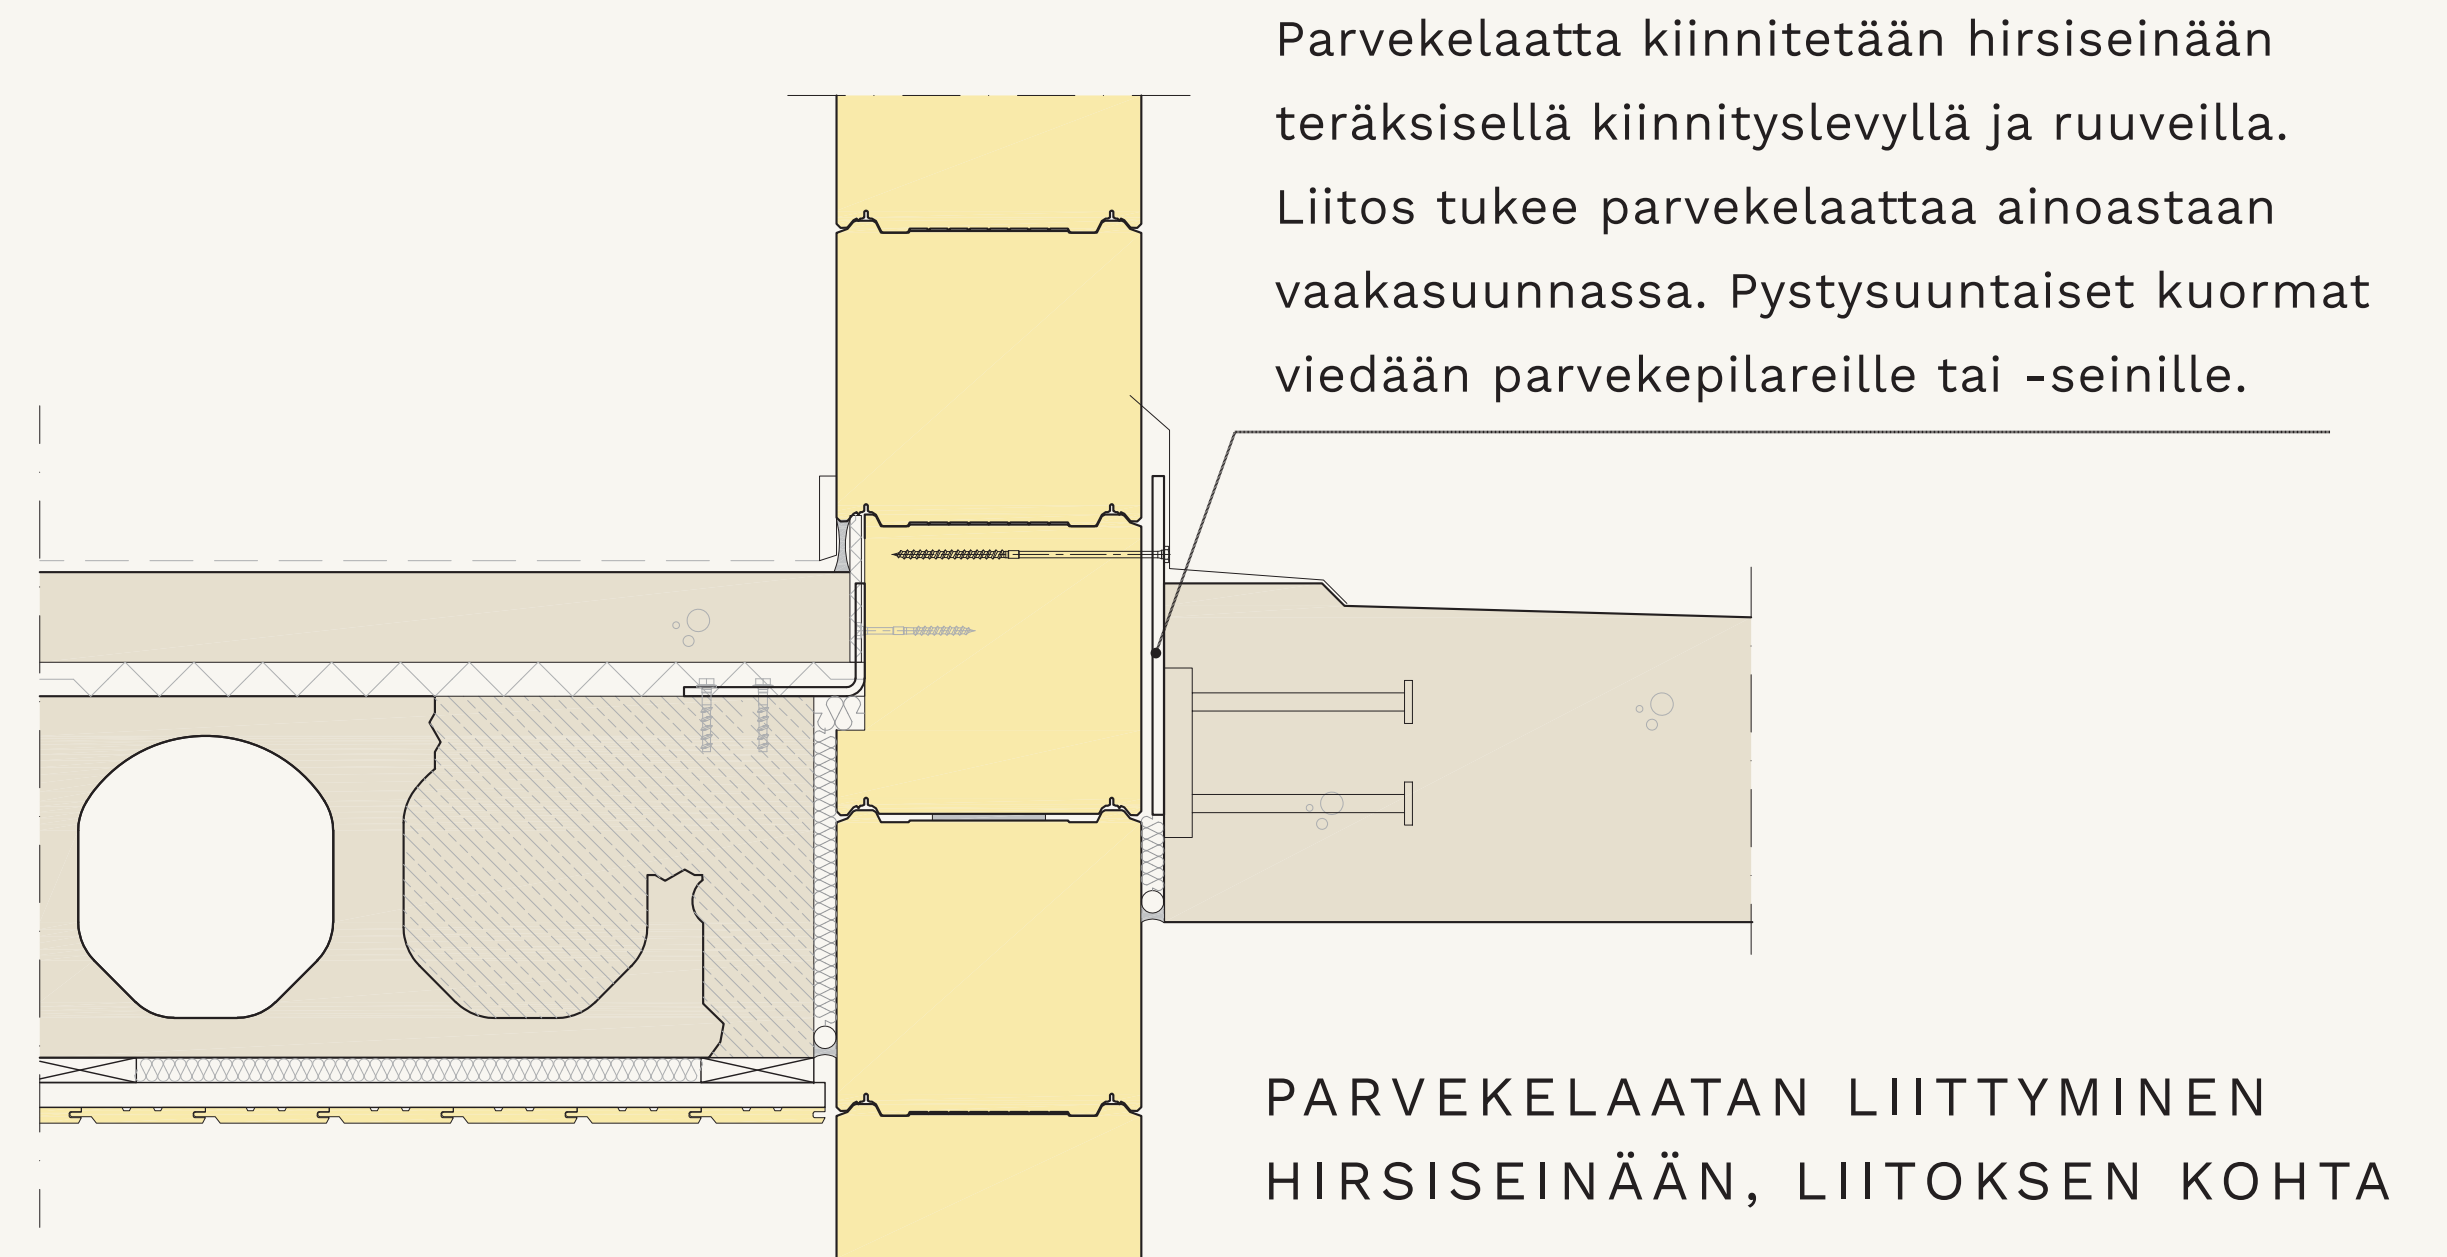 Parvekelaatta kiinnitetään hirsiseinään
teräksisellä kiinnityslevyllä ja ruuveilla.
Liitos tukee parvekelaattaa ainoastaan
vaakasuunnassa. Pystysuuntaiset kuormat
viedään parvekepilareille tai -seinille.
PARVEKELAATAN LIITTYMINEN
HIRSISEINÄÄN, LIITOKSEN KOHTA